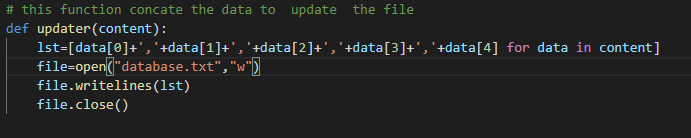 # this function concate the data to  update  the file
def updater(content):
    lst=[data[0]+','+data[1]+','+data[2]+','+data[3]+','+data[4] for data in content]
    file=open("database.txt","w")
    file.writelines(lst)
    file.close()